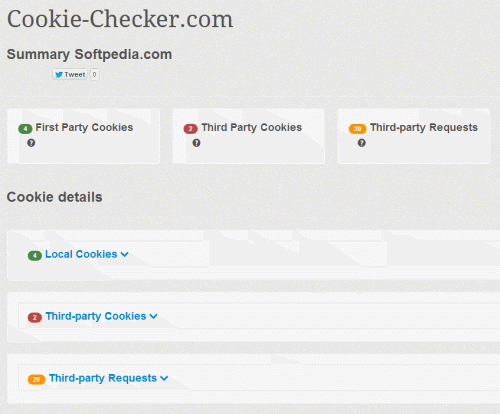 Cookie-Checker.com
Summary Softpedia.com
Tweet 0
4 First Party Cookies
?
2 Third Party Cookies
?
20 Third-party Requests
?
Cookie details
4 Local Cookies
2 Third-party Cookies
20 Third-party Requests